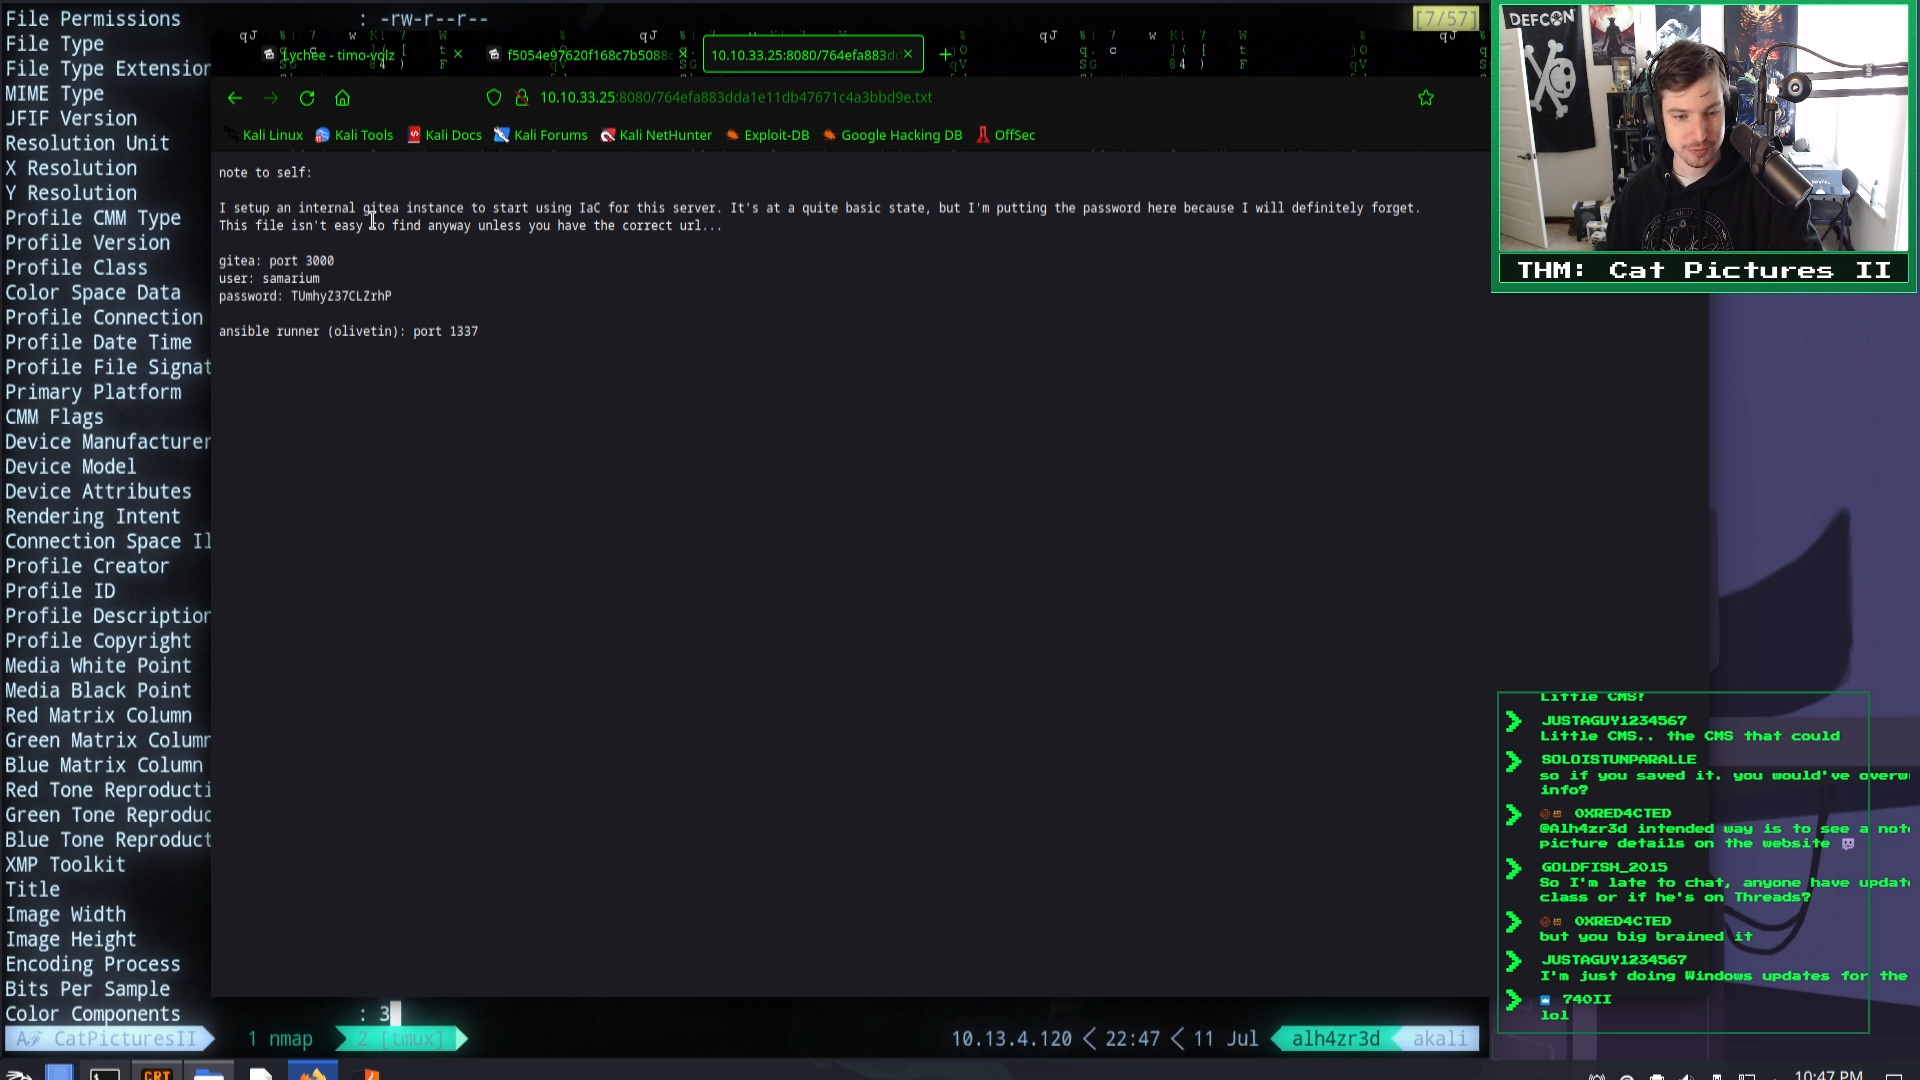 File Permissions : -rw-r--r--
[7/57]
File Type
File Type Extension
MIME Type
JFIF Version
Resolution Unit
X Resolution
Y Resolution
Profile CMM Type
Profile Version
Profile Class
Color Space Data
Profile Connection
Profile Date Time
Profile File Signat
Primary Platform
CMM Flags
Device Manufacturer
Device Model
Device Attributes
Rendering Intent
Connection Space Il
Profile Creator
Profile ID
Profile Description
Profile Copyright
Media White Point
Media Black Point
Red Matrix Column
Green Matrix Column
Blue Matrix Column
Red Tone Reproducti
Green Tone Reproduc
Blue Tone Reproduct
XMP Toolkit
Title
Image Width
Image Height
Encoding Process
Bits Per Sample
Color Components : 3
Lychee - timo-volz
f5054e97620f168c7b5088c
10.10.33.25:8080/764efa883dd
10.10.33.25:8080/764efa883dda1e11db47671c4a3bbd9e.txt
Kali Linux Kali Tools Kali Docs Kali Forums Kali NetHunter Exploit-DB Google Hacking DB OffSec
note to self:
I setup an internal gitea instance to start using IaC for this server. It's at a quite basic state, but I'm putting the password here because I will definitely forget.
This file isn't easy to find anyway unless you have the correct url...
gitea: port 3000
user: samarium
password: TUmhyZ37CLZrhP
ansible runner (olivetin): port 1337
DEFCON
THM: Cat Pictures II
Little CMS!
JUSTAGUY1234567
Little CMS.. the CMS that could
SOLOISTUNPARALLE
so if you saved it. you would've overw
info?
0XRED4CTED
@Alh4zr3d intended way is to see a not
picture details on the website
GOLDFISH_2015
So I'm late to chat, anyone have updat
class or if he's on Threads?
0XRED4CTED
but you big brained it
JUSTAGUY1234567
I'm just doing Windows updates for the
740II
lol
CatPicturesII 1 nmap 2 [tmux] 10.13.4.120 22:47 11 Jul alh4zr3d akali
CRT
10:47 PM